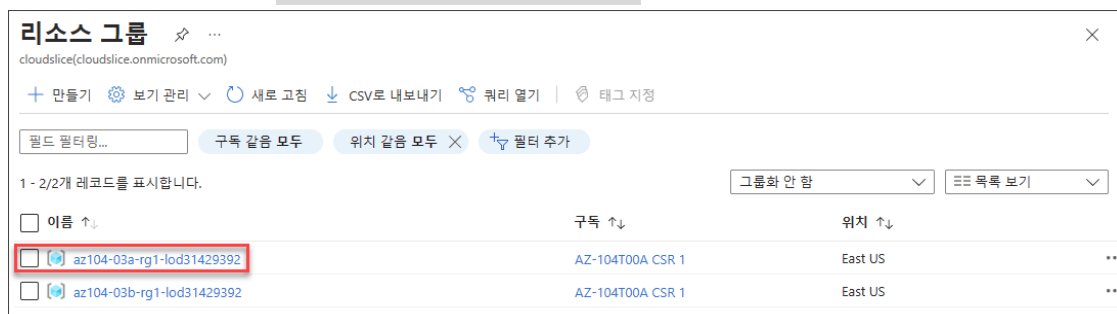 리소스 그룹
cloudslice(cloudslice.onmicrosoft.com)
만들기 보기 관리 새로 고침 CSV로 내보내기 쿼리 열기 태그 지정
필드 필터링... 구독 같음 모두 위치 같음 모두 필터 추가
1 - 2/2개 레코드를 표시합니다. 그룹화 안 함 목록 보기
이름 구독 위치
az104-03a-rg1-lod31429392 AZ-104T00A CSR 1 East US
az104-03b-rg1-lod31429392 AZ-104T00A CSR 1 East US